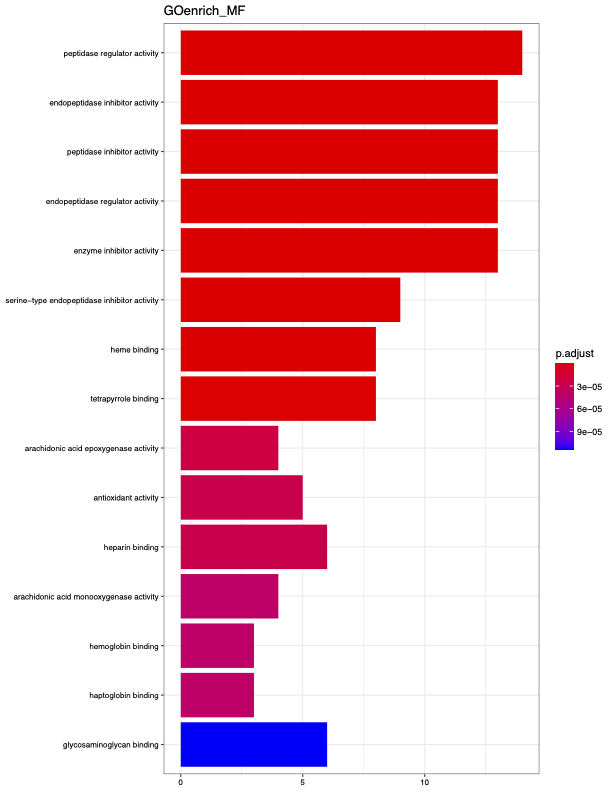 GOenrich_MF
peptidase regulator activity
endopeptidase inhibitor activity
peptidase inhibitor activity
endopeptidase regulator activity
enzyme inhibitor activity
serine−type endopeptidase inhibitor activity
heme binding
tetrapyrrole binding
arachidonic acid epoxygenase activity
antioxidant activity
heparin binding
arachidonic acid monooxygenase activity
hemoglobin binding
haptoglobin binding
glycosaminoglycan binding
0 5 10
p.adjust
3e−05
6e−05
9e−05